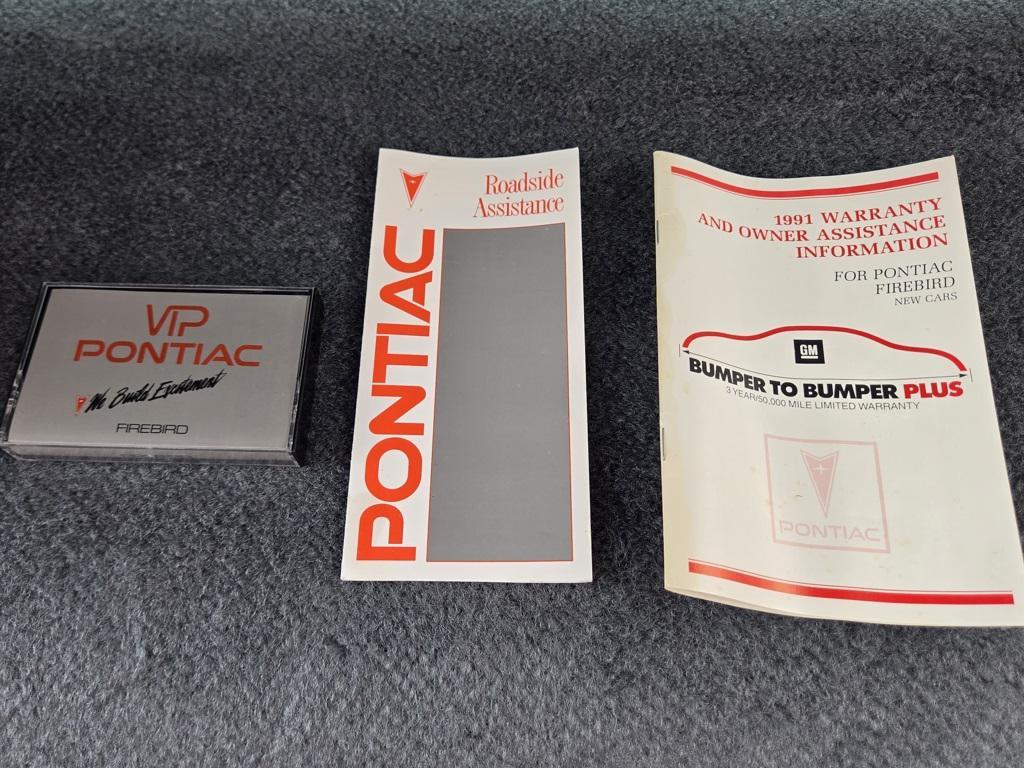 VIP
PONTIAC
We Build Excitement
FIREBIRD
Roadside
Assistance
PONTIAC
1991 WARRANTY
AND OWNER ASSISTANCE
INFORMATION
FOR PONTIAC
FIREBIRD
NEW CARS
GM
BUMPER TO BUMPER PLUS
3 YEAR/50,000 MILE LIMITED WARRANTY
PONTIAC